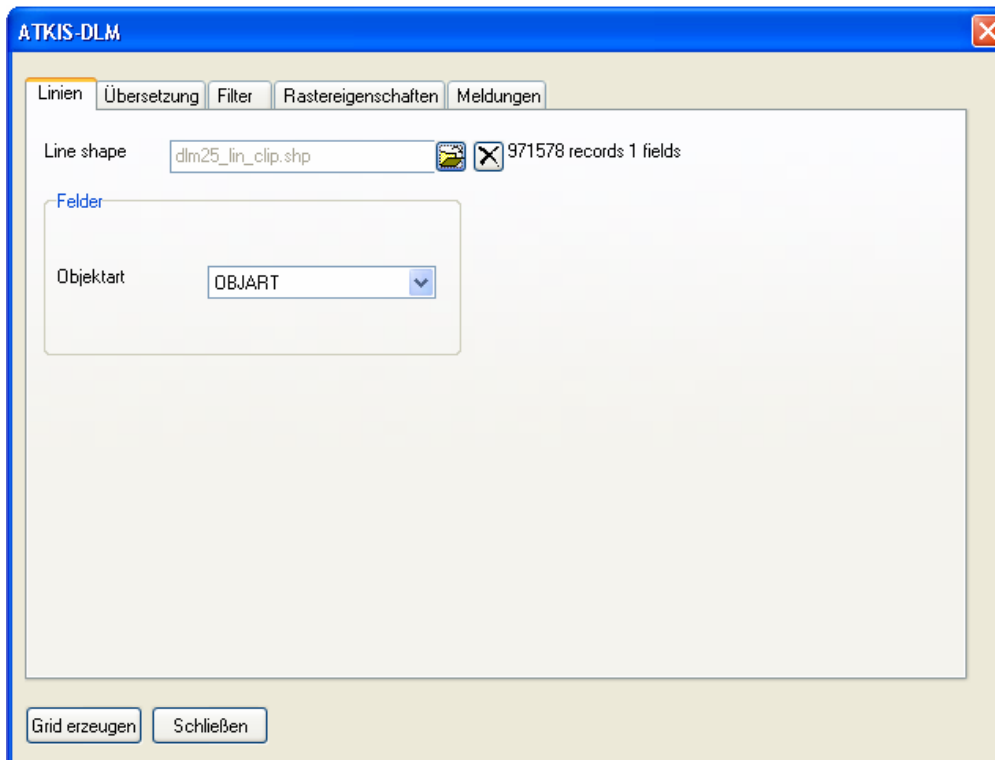 ATKIS-DLM
Linien Übersetzung Filter Rastereigenschaften Meldungen
Line shape dlm25_lin_clip.shp 971578 records 1 fields
Felder
Objektart OBJART
Grid erzeugen Schließen